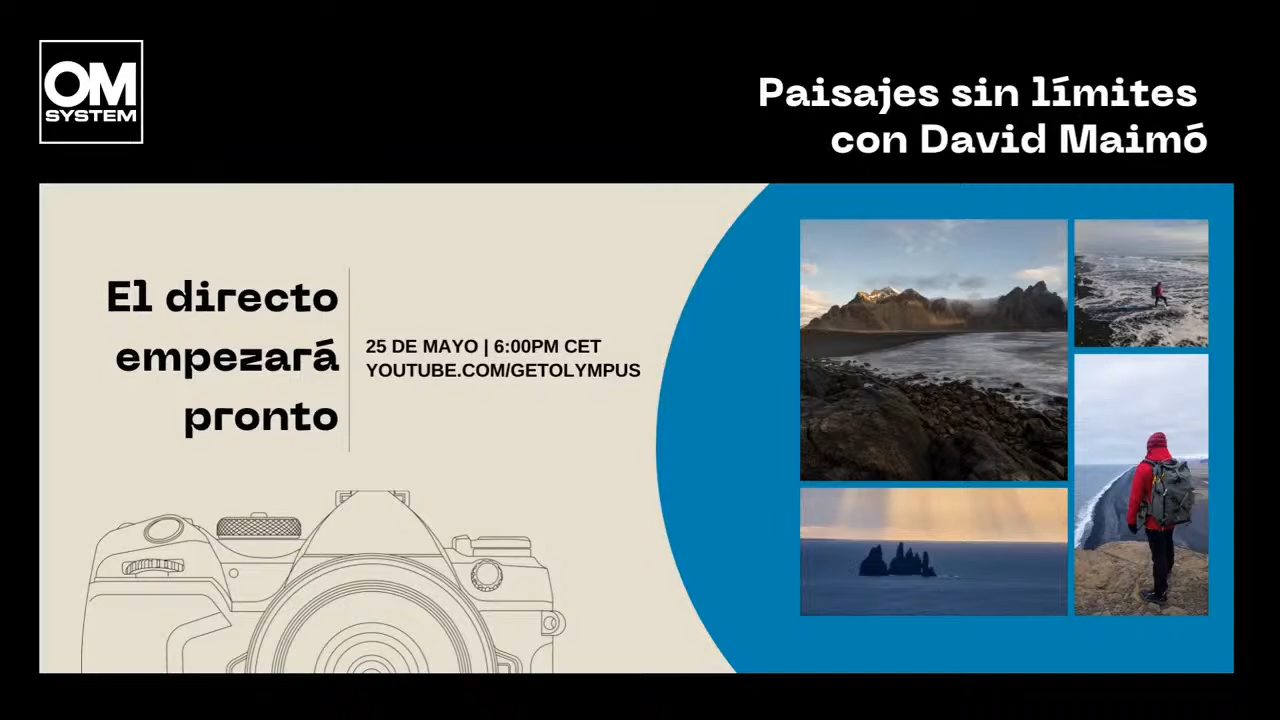 OM
SYSTEM
Paisajes sin límites
con David Maimó
El directo
empezará
pronto
25 DE MAYO | 6:00PM CET
YOUTUBE.COM/GETOLYMPUS